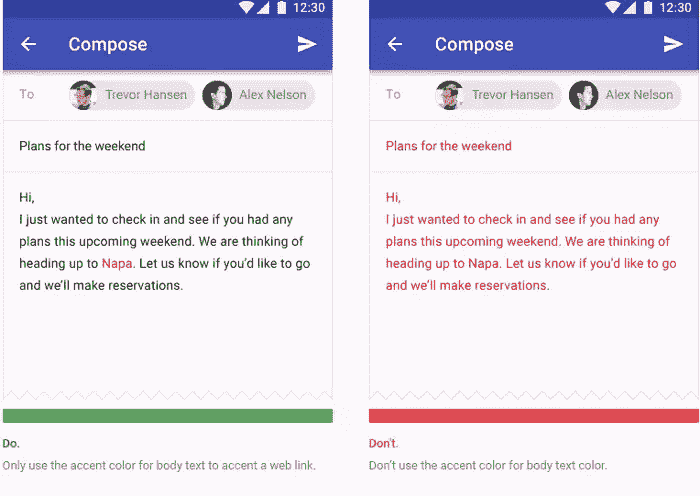 12:30
Compose
To Trevor Hansen Alex Nelson
Plans for the weekend
Hi,
I just wanted to check in and see if you had any
plans this upcoming weekend. We are thinking of
heading up to Napa. Let us know if you'd like to go
and we'll make reservations.
Do.
Only use the accent color for body text to accent a web link.
12:30
Compose
To Trevor Hansen Alex Nelson
Plans for the weekend
Hi,
I just wanted to check in and see if you had any
plans this upcoming weekend. We are thinking of
heading up to Napa. Let us know if you'd like to go
and we'll make reservations.
Don't.
Don't use the accent color for body text color.